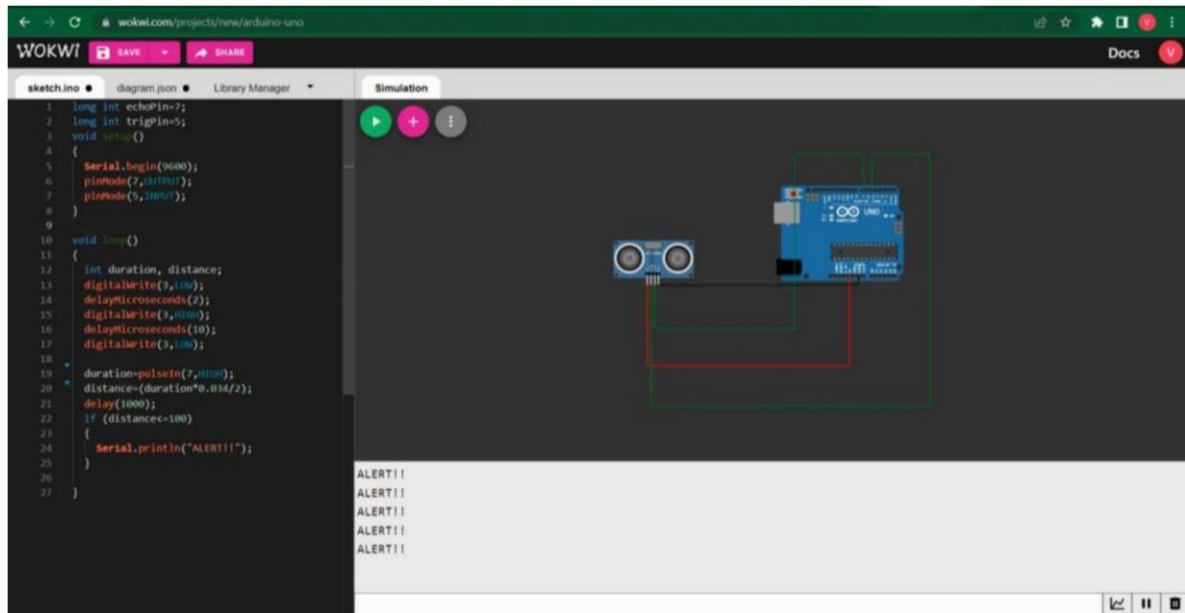 wokwi.com/projects/new/arduino-uno
WOKWI SAVE SHARE Docs V
sketch.ino diagram.json Library Manager Simulation
1 long int echoPin=7;
2 long int trigPin=5;
3 void setup()
4 {
5 Serial.begin(9600);
6 pinMode(7,OUTPUT);
7 pinMode(5,INPUT);
8 }
9
10 void loop()
11 {
12 int duration, distance;
13 digitalWrite(3,LOW);
14 delayMicroseconds(2);
15 digitalWrite(3,HIGH);
16 delayMicroseconds(10);
17 digitalWrite(3,LOW);
18
19 duration=pulseIn(7,HIGH);
20 distance=(duration*0.034/2);
21 delay(1000);
22 if (distance<=100)
23 {
24 Serial.println("ALERT!!");
25 }
26
27 }
UNO
ALERT!!
ALERT!!
ALERT!!
ALERT!!
ALERT!!